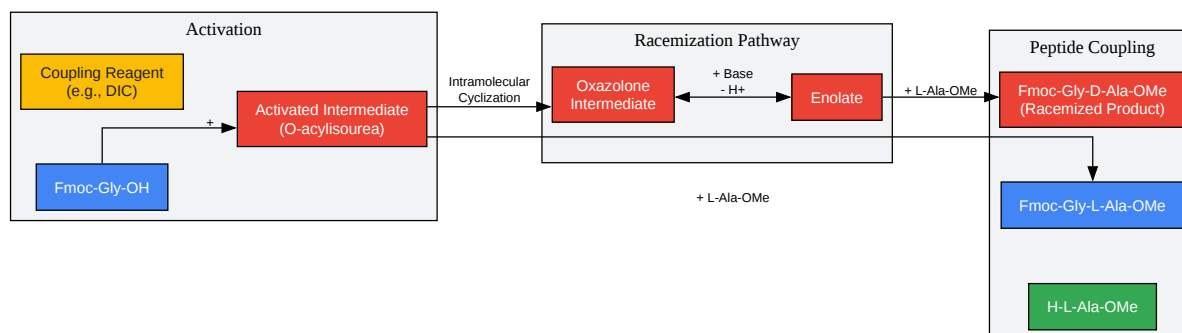 Activation
Coupling Reagent
(e.g., DIC)
Activated Intermediate
(O-acylisourea)
+
Fmoc-Gly-OH
Intramolecular
Cyclization
Racemization Pathway
Oxazolone
Intermediate
+ Base
- H+
Enolate
+ L-Ala-OMe
+ L-Ala-OMe
Peptide Coupling
Fmoc-Gly-D-Ala-OMe
(Racemized Product)
Fmoc-Gly-L-Ala-OMe
H-L-Ala-OMe